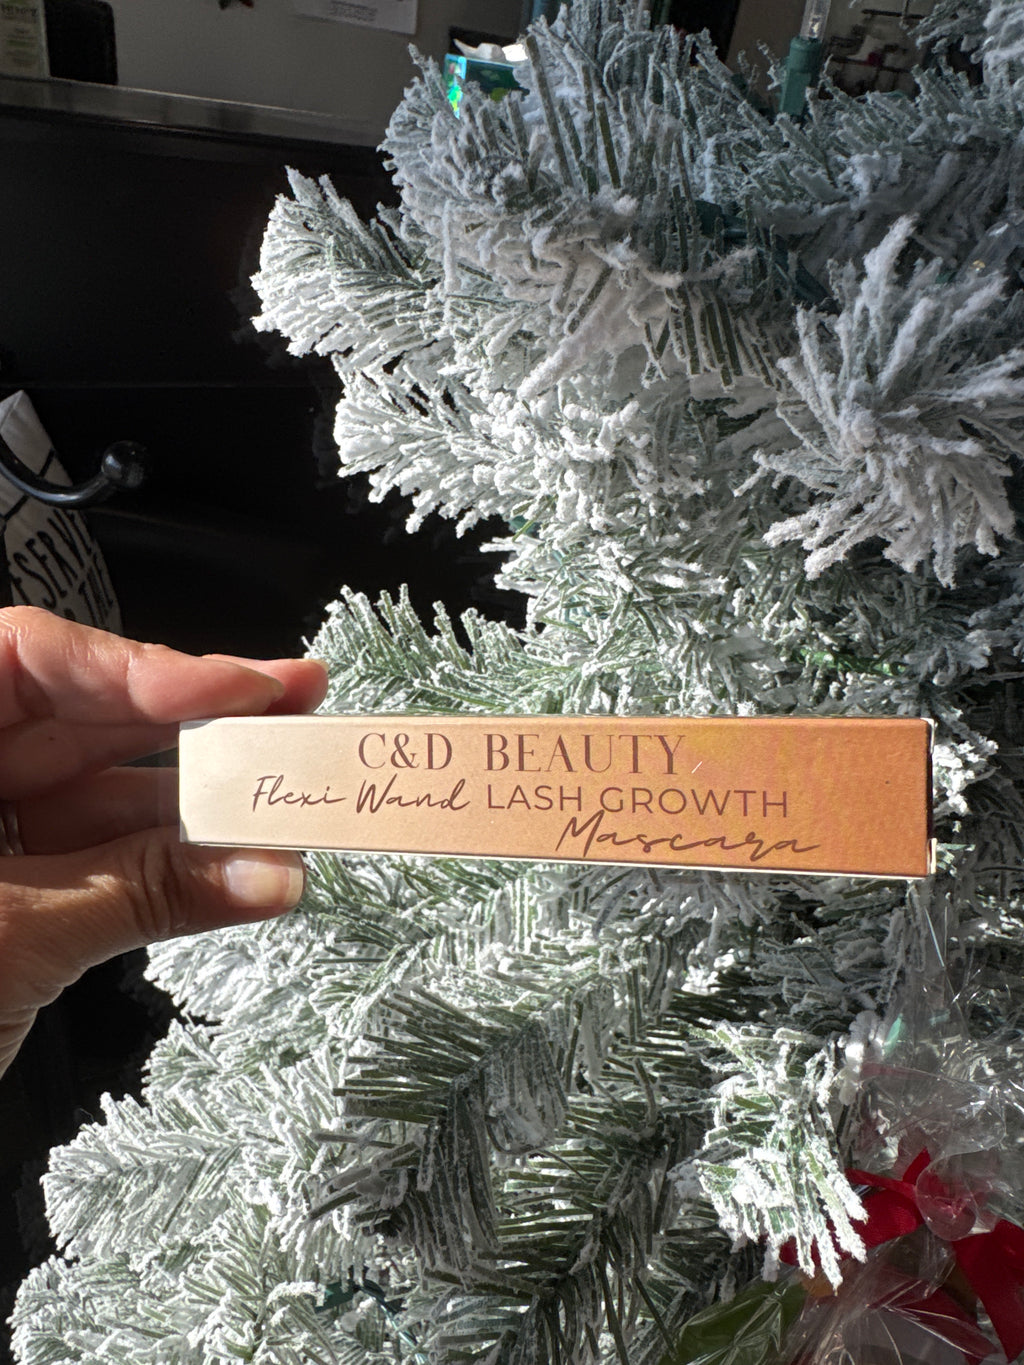 C&D BEAUTY
Flexi Wand LASH GROWTH
Mascara